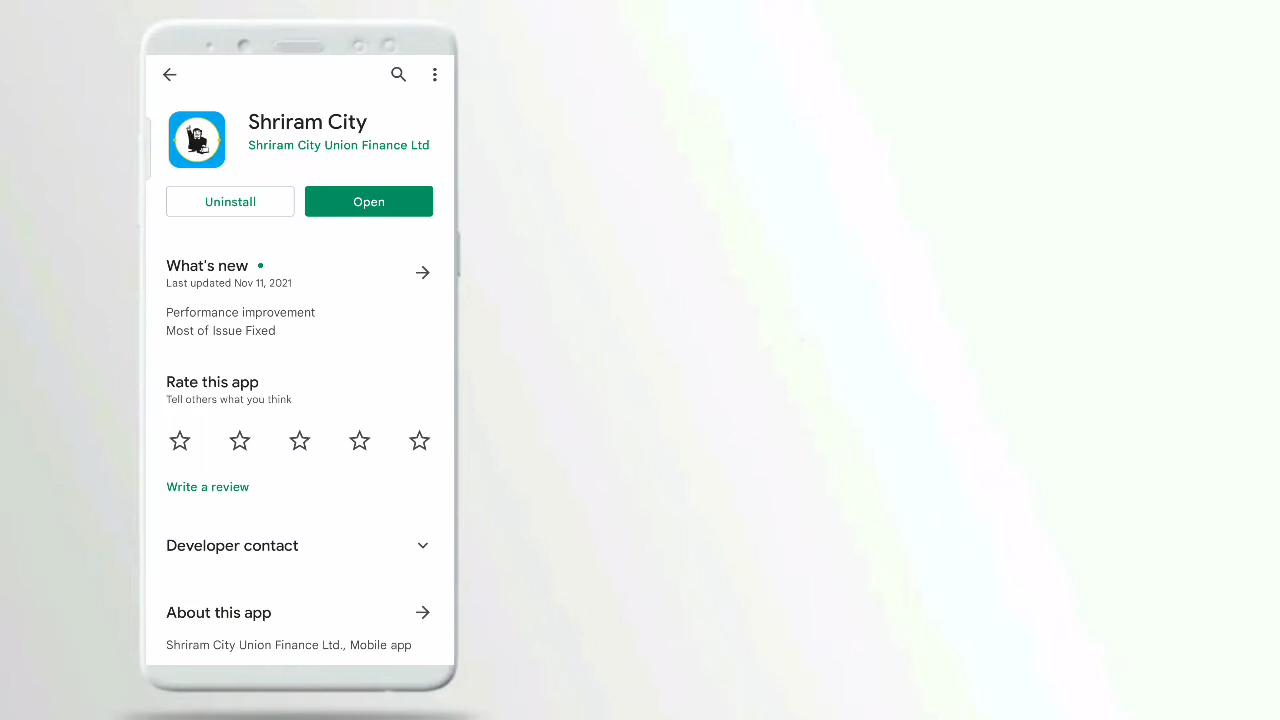 Shriram City
Shriram City Union Finance Ltd
Uninstall
Open
What's new
Last updated Nov 11, 2021
Performance improvement
Most of Issue Fixed
Rate this app
Tell others what you think
Write a review
Developer contact
About this app
Shriram City Union Finance Ltd., Mobile app